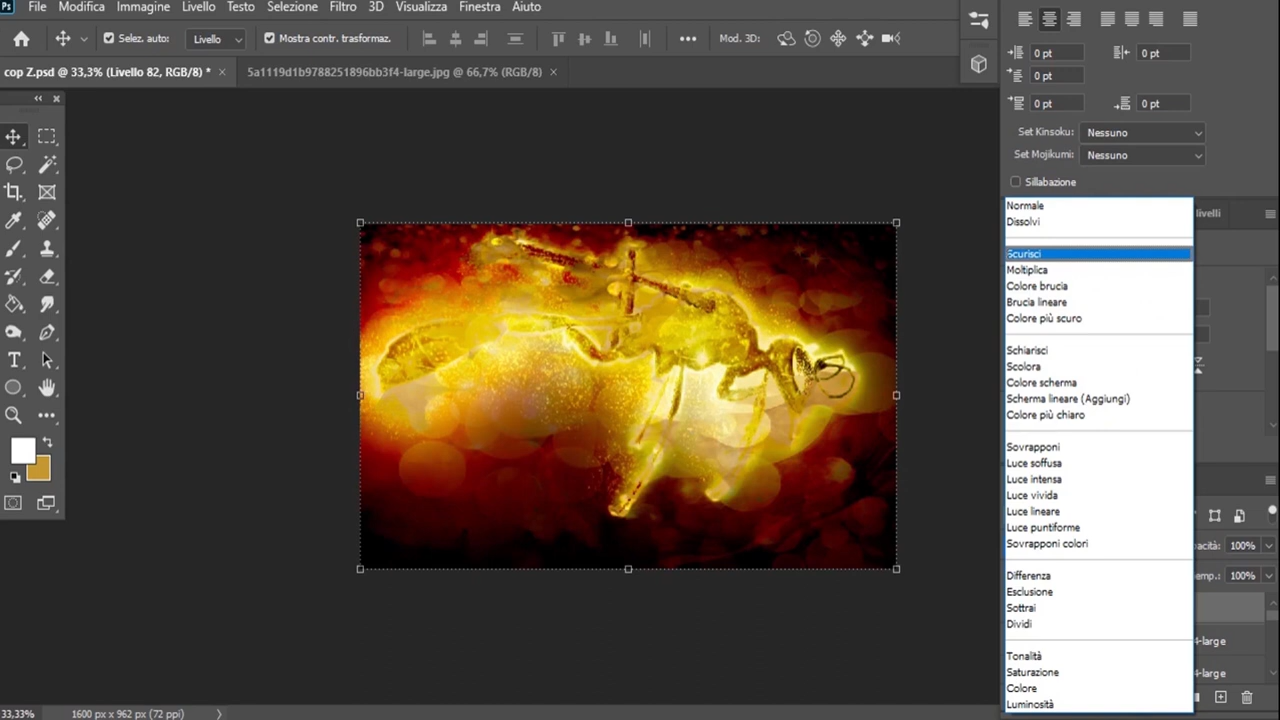 Ps File Modifica Immagine Livello Testo Selezione Filtro 3D Visualizza Finestra Aiuto
Selez. auto: Livello Mostra contr. trasformaz. Mod. 3D:
cop Z.psd @ 33,3% (Livello 82, RGB/8) * × 5a1119d1b9788251896bb3f4-large.jpg @ 66,7% (RGB/8) ×
0 pt 0 pt
0 pt
0 pt 0 pt
Set Kinsoku: Nessuno
Set Mojikumi: Nessuno
Sillabazione
livelli
Normale
Dissolvi
Scurisci
Moltiplica
Colore brucia
Brucia lineare
Colore più scuro
Schiarisci
Scolora
Colore scherma
Scherma lineare (Aggiungi)
Colore più chiaro
Sovrapponi
Luce soffusa
Luce intensa
Luce vivida
Luce lineare
Luce puntiforme
Sovrapponi colori
pacità: 100%
Differenza
emp.: 100%
Esclusione
Sottrai
Dividi
4-large
Tonalità
Saturazione
4-large
Colore
Luminosità
33,33% 1600 px x 962 px (72 ppi)